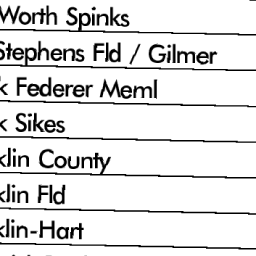 Worth Spinks
Stephens Fld / Gilmer
k Federer Meml
k Sikes
klin County
klin Fld
klin-Hart